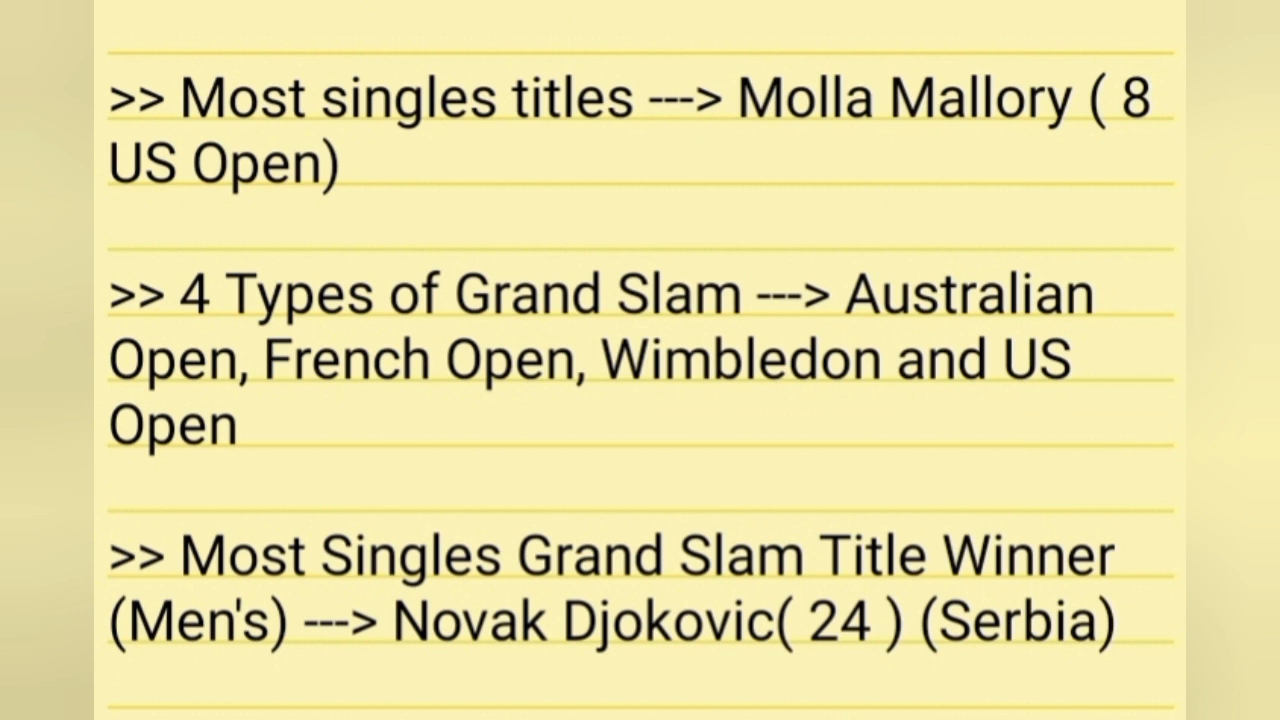 >> Most singles titles ---> Molla Mallory ( 8
US Open)
>> 4 Types of Grand Slam ---> Australian
Open, French Open, Wimbledon and US
Open
>> Most Singles Grand Slam Title Winner
(Men's) ---> Novak Djokovic( 24 ) (Serbia)